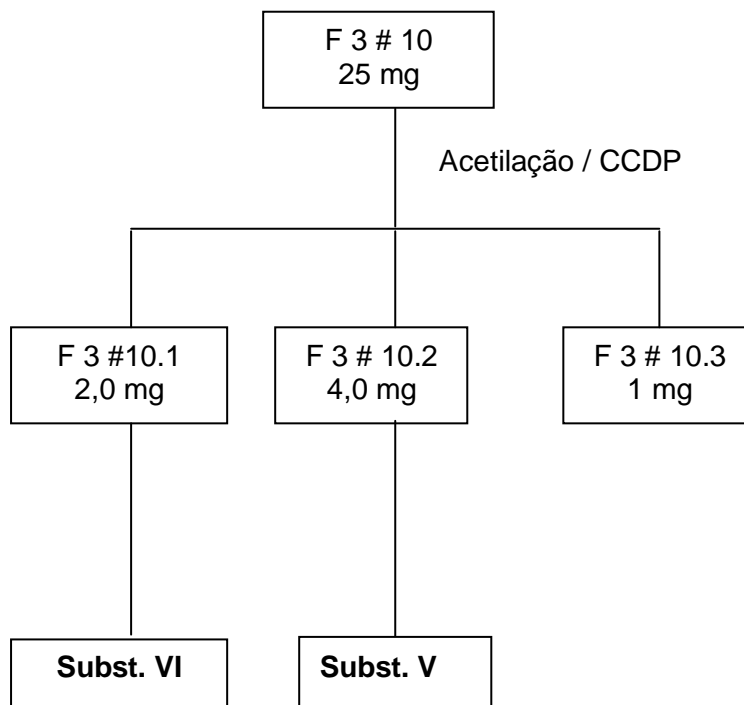 F 3 # 10
25 mg
Acetilação / CCDP
F 3 #10.1
2,0 mg
F 3 # 10.2
4,0 mg
F 3 # 10.3
1 mg
Subst. VI
Subst. V